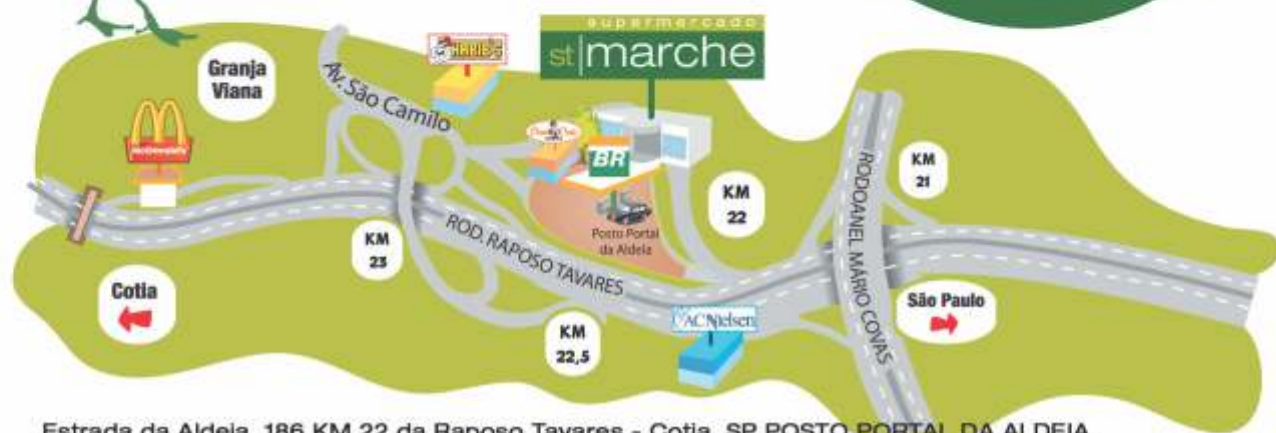 supermercado
st|marche
HABIB'S
Granja
Viana
Av. São Camilo
McDonald's
BR
KM
22
KM
21
RODOANEL MÁRIO COVAS
Posto Portal
da Aldeia
ROD. RAPOSO TAVARES
KM
23
Cotia
São Paulo
ACNielsen
KM
22,5
Estrada da Aldeia, 186 KM 22 da Raposo Tavares - Cotia, SP POSTO PORTAL DA ALDEIA